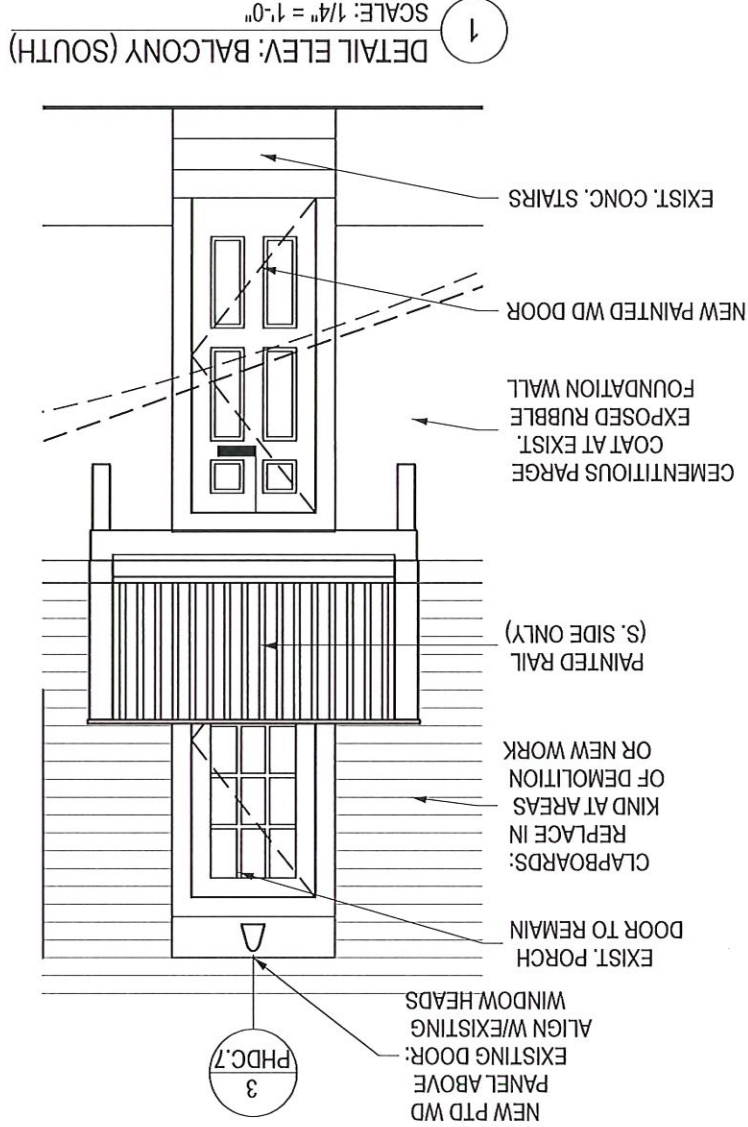 NEW PTD WD
PANEL ABOVE
EXISTING DOOR:
ALIGN W/EXISTING
WINDOW HEADS
3
PHDC.7
EXIST. PORCH
DOOR TO REMAIN
CLAPBOARDS:
REPLACE IN
KIND AT AREAS
OF DEMOLITION
OR NEW WORK
PAINTED RAIL
(S. SIDE ONLY)
CEMENTITIOUS PARGE
COAT AT EXIST.
EXPOSED RUBBLE
FOUNDATION WALL
NEW PAINTED WD DOOR
EXIST. CONC. STAIRS
1
DETAIL ELEV: BALCONY (SOUTH)
SCALE: 1/4" = 1'-0"